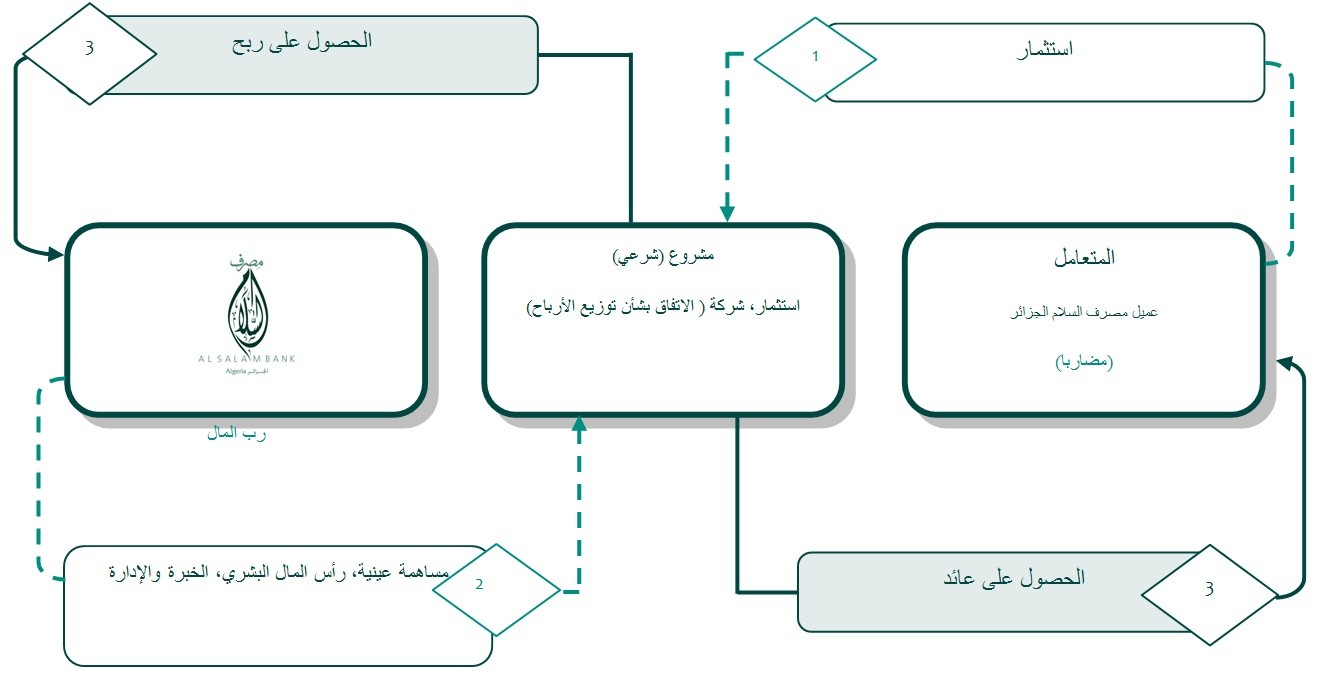 استثمار
1
الحصول على ربح
3
المتعامل
عميل مصرف السلام الجزائر
(مضاربا)
مشروع (شرعي)
استثمار، شركة ( الاتفاق بشأن توزيع الأرباح)
مصرف
السلام
AL SALAM BANK
Algeria الجزائر
رب المال
مساهمة عينية، رأس المال البشري، الخبرة والإدارة
2
الحصول على عائد
3